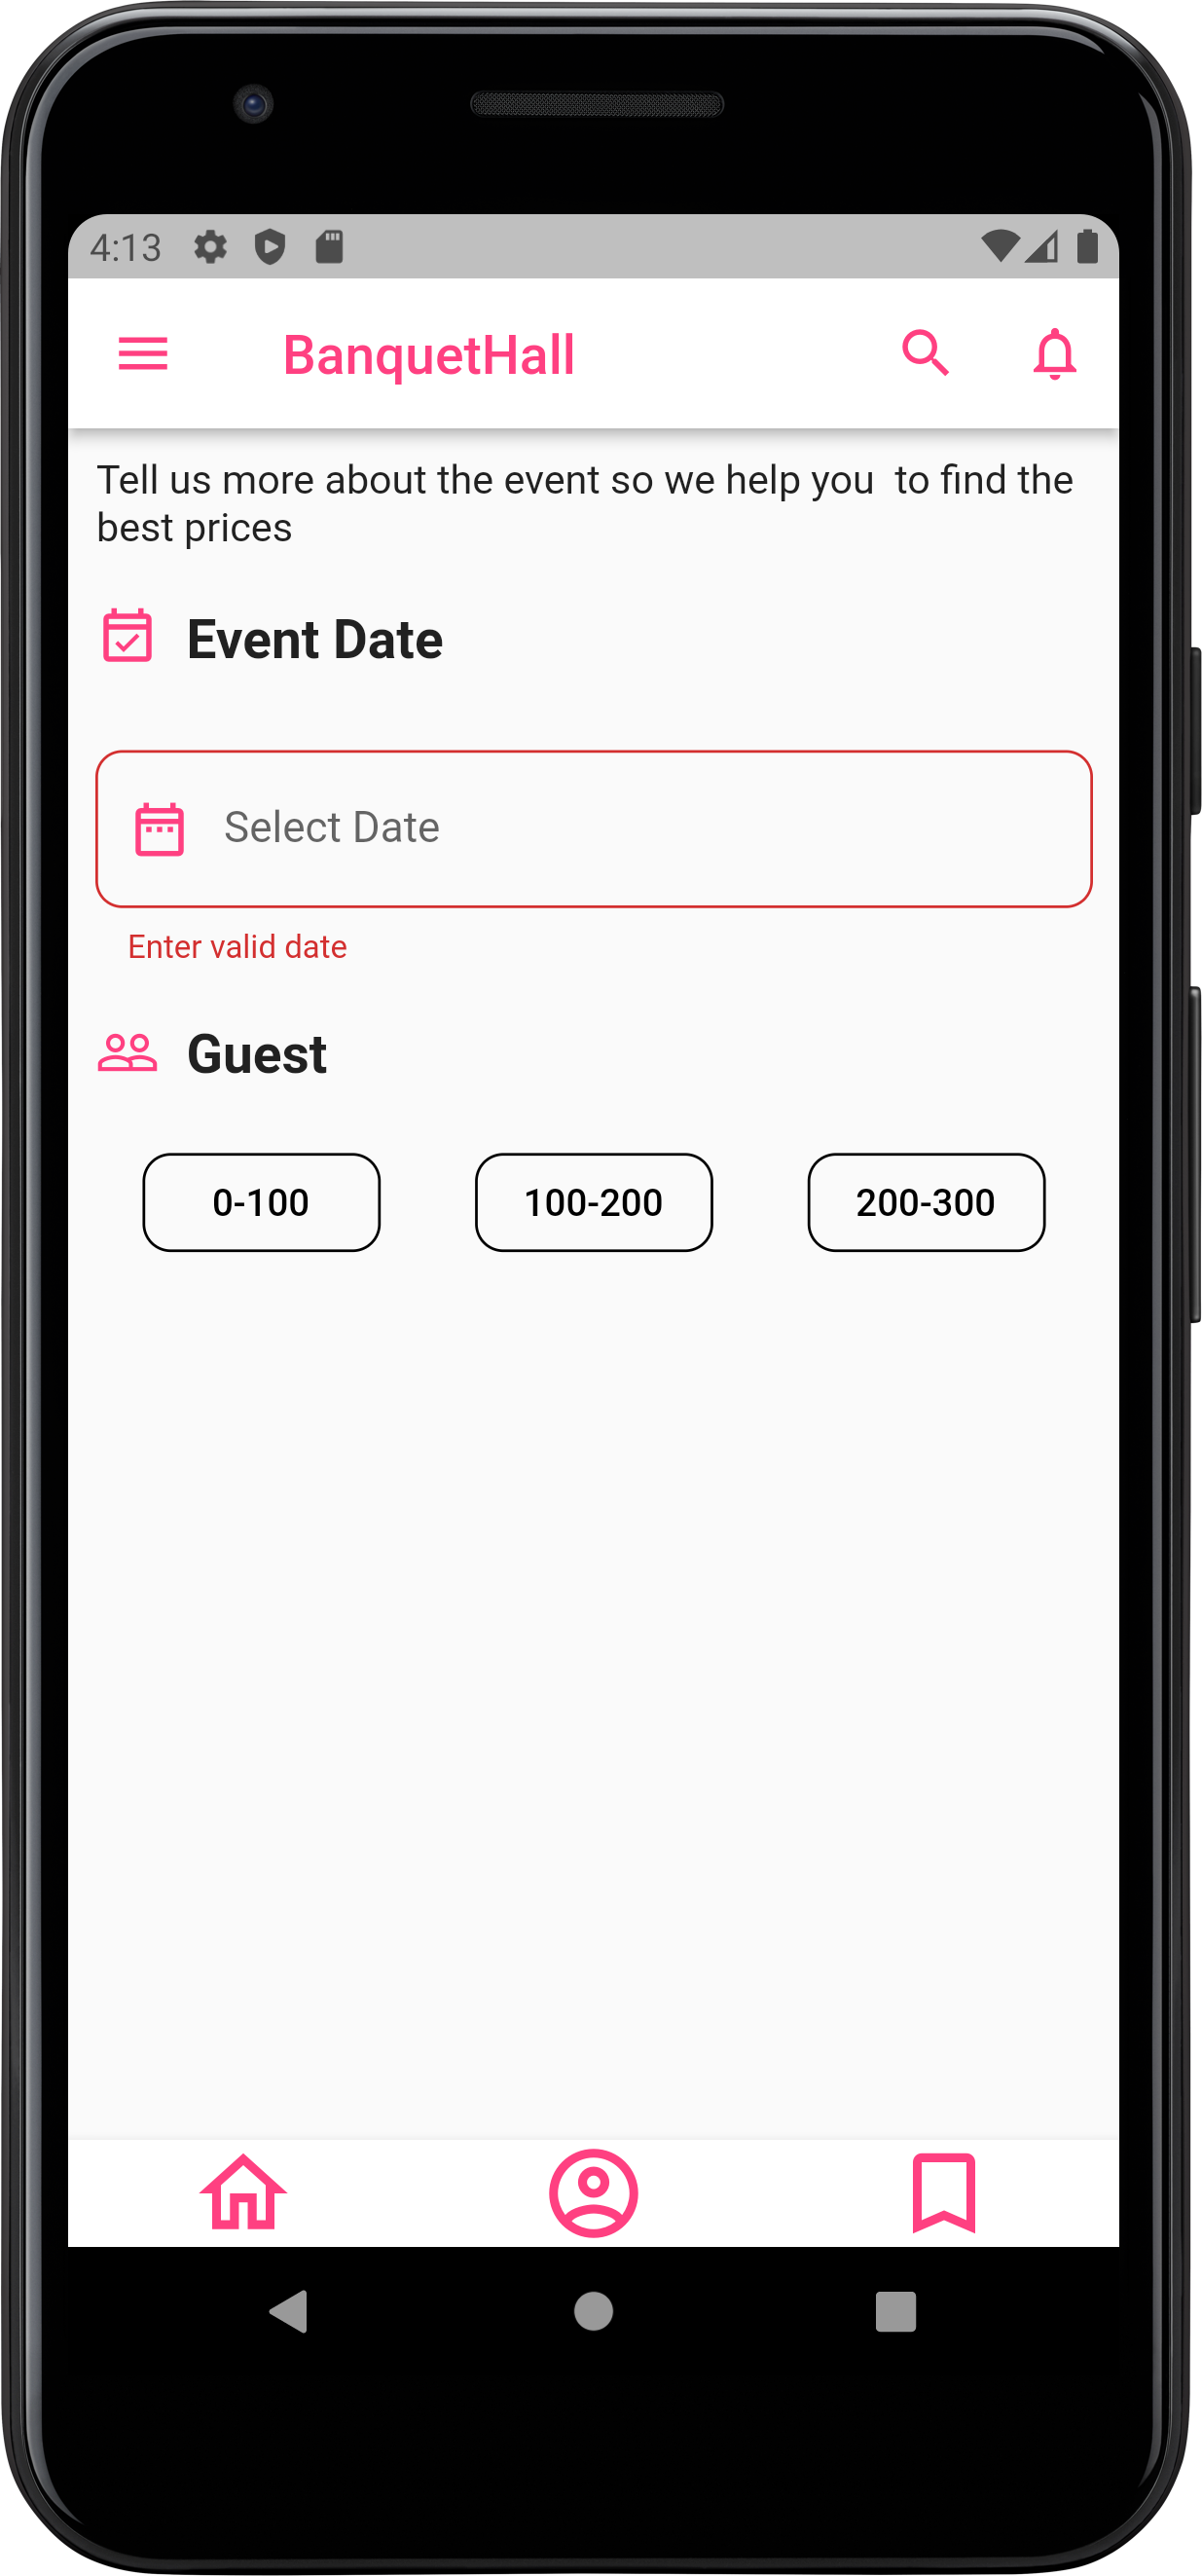 4:13
BanquetHall
Tell us more about the event so we help you  to find the
best prices
Event Date
Select Date
Enter valid date
Guest
0-100 100-200 200-300